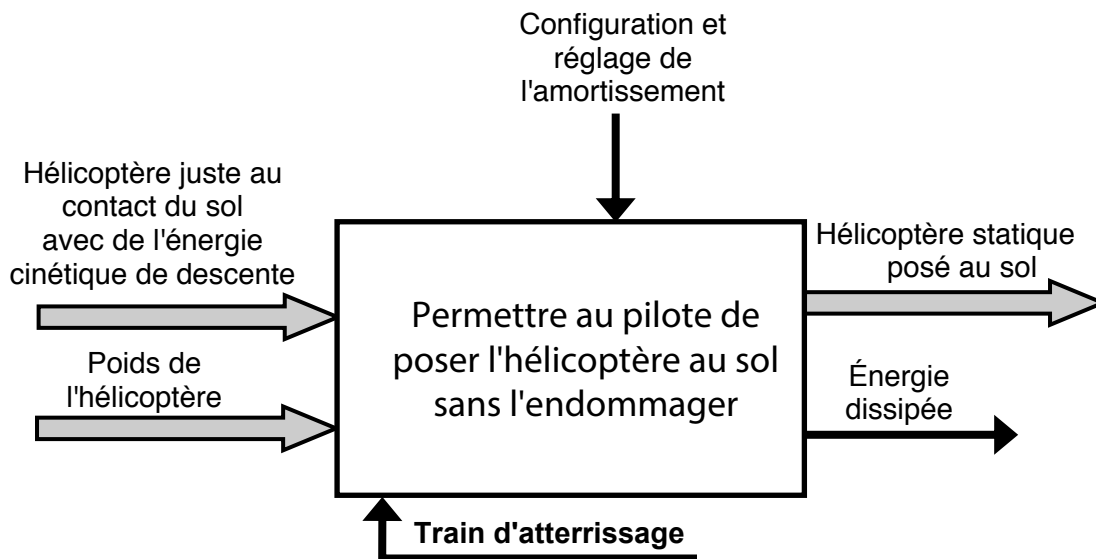 Configuration et
réglage de
l'amortissement
Hélicoptère juste au
contact du sol
avec de l'énergie
cinétique de descente
Poids de
l'hélicoptère
Permettre au pilote de
poser l'hélicoptère au sol
sans l'endommager
Hélicoptère statique
posé au sol
Énergie
dissipée
Train d'atterrissage